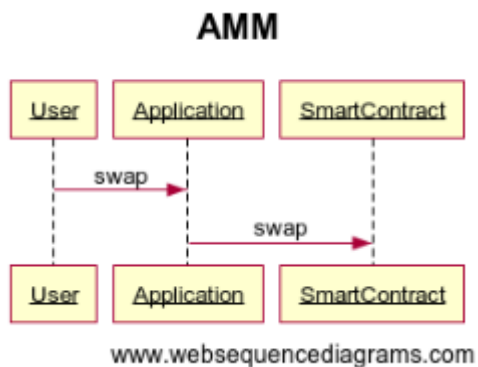 AMM
User Application SmartContract
swap
swap
User Application SmartContract
www.websequencediagrams.com